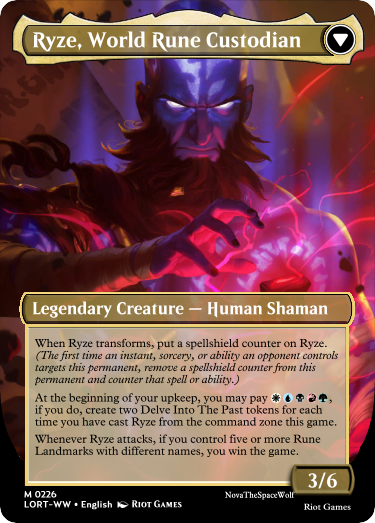 Ryze, World Rune Custodian
Legendary Creature — Human Shaman
When Ryze transforms, put a spellshield counter on Ryze.
(The first time an instant, sorcery, or ability an opponent controls
targets this permanent, remove a spellshield counter from this
permanent and counter that spell or ability.)
At the beginning of your upkeep, you may pay ,
if you do, create two Delve Into The Past tokens for each
time you have cast Ryze from the command zone this game.
Whenever Ryze attacks, if you control five or more Rune
Landmarks with different names, you win the game.
3/6
M 0226
LORT-WW • English Riot Games
NovaTheSpaceWolf
Riot Games